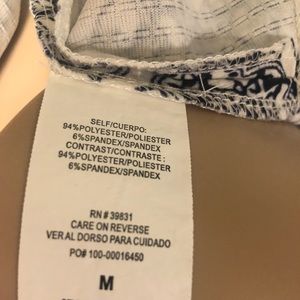 SELF/CUERPO:
94%POLYESTER/POLIESTER
6%SPANDEX/SPANDEX
CONTRAST/CONTRASTE:
94%POLYESTER/POLIESTER
6%SPANDEX/SPANDEX
RN# 39831
CARE ON REVERSE
VER AL DORSO PARA CUIDADO
PO# 100-00016450
M